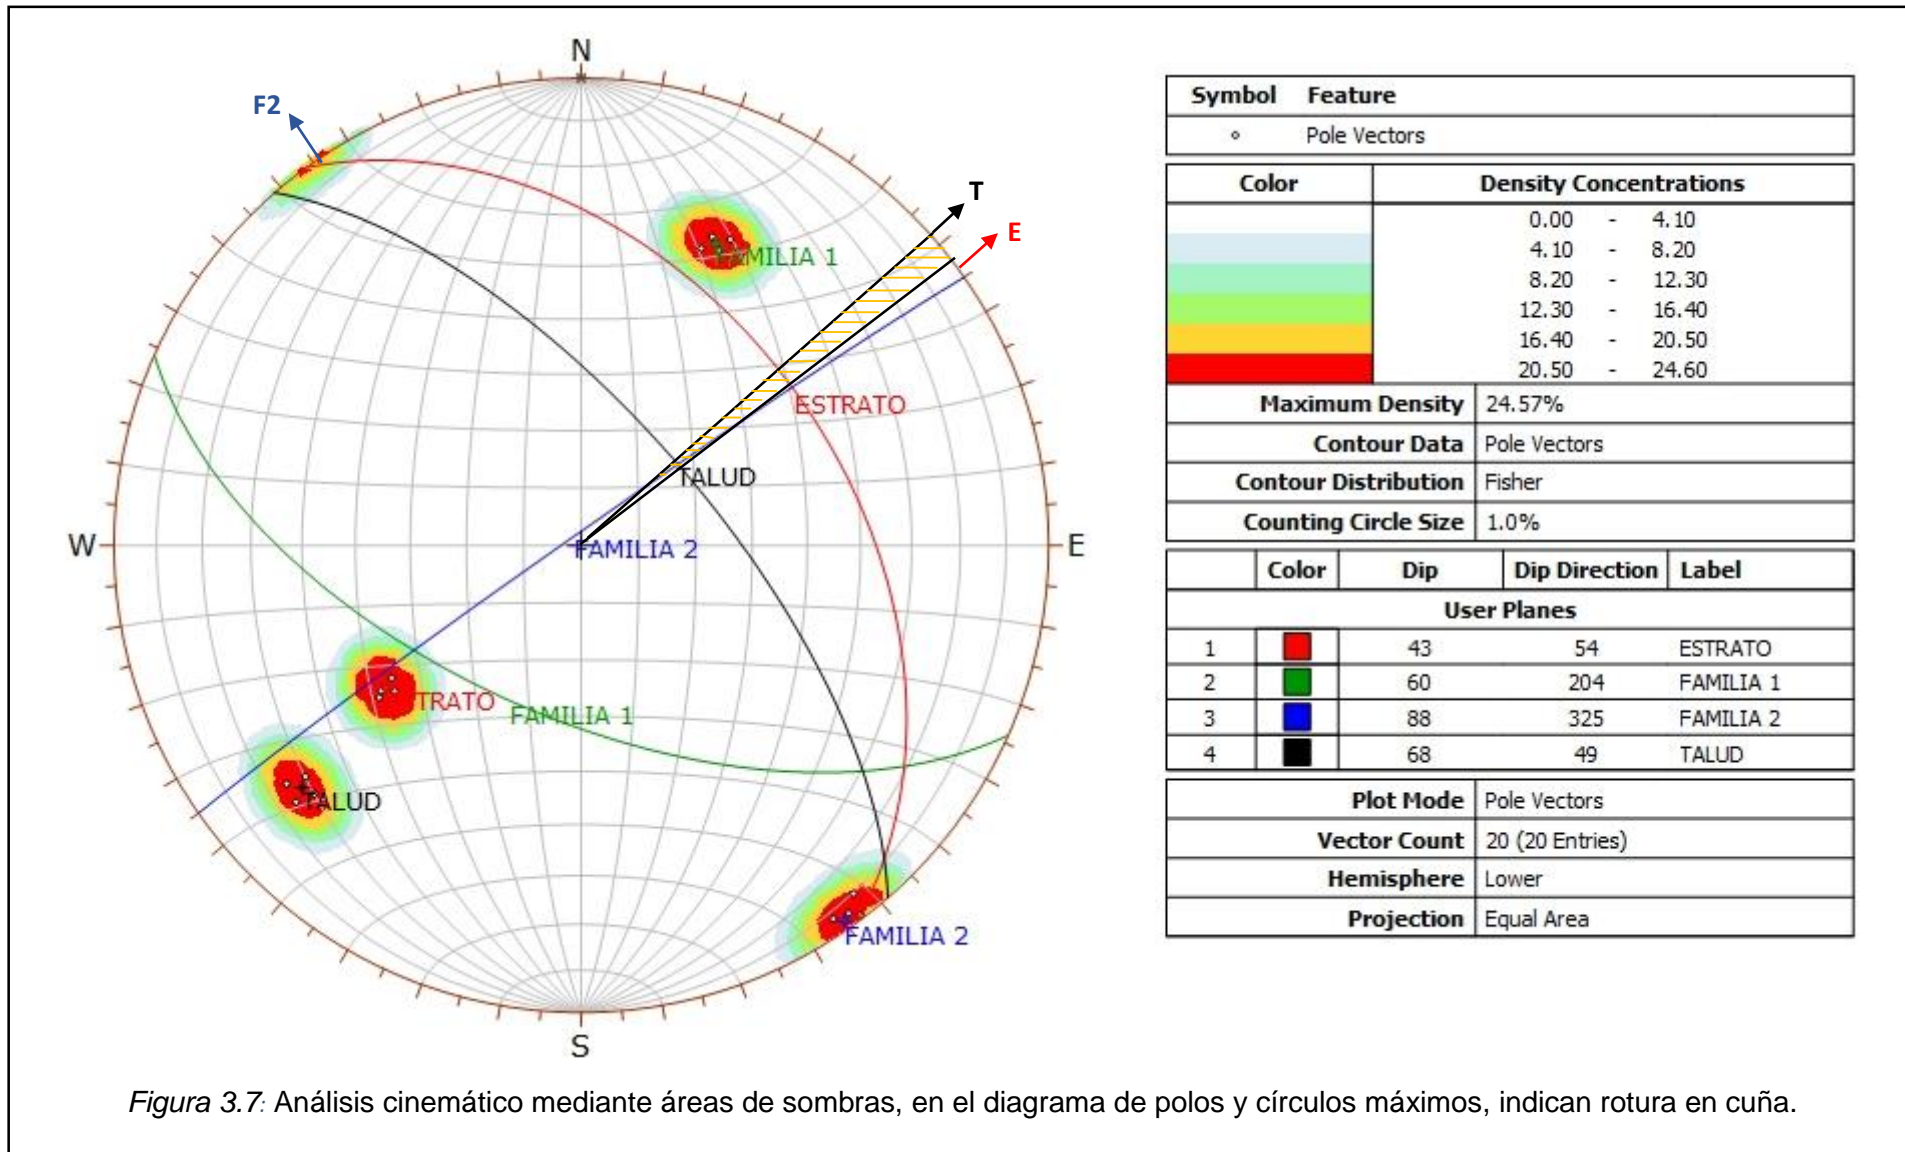 N
F2
T
E
FAMILIA 1
ESTRATO
TALUD
W
E
FAMILIA 2
TRATO
FAMILIA 1
TALUD
FAMILIA 2
S
Symbol Feature
Pole Vectors
Color Density Concentrations
0.00 - 4.10
4.10 - 8.20
8.20 - 12.30
12.30 - 16.40
16.40 - 20.50
20.50 - 24.60
Maximum Density 24.57%
Contour Data Pole Vectors
Contour Distribution Fisher
Counting Circle Size 1.0%
Color Dip Dip Direction Label
User Planes
1 43 54 ESTRATO
2 60 204 FAMILIA 1
3 88 325 FAMILIA 2
4 68 49 TALUD
Plot Mode Pole Vectors
Vector Count 20 (20 Entries)
Hemisphere Lower
Projection Equal Area
Figura 3.7: Análisis cinemático mediante áreas de sombras, en el diagrama de polos y círculos máximos, indican rotura en cuña.